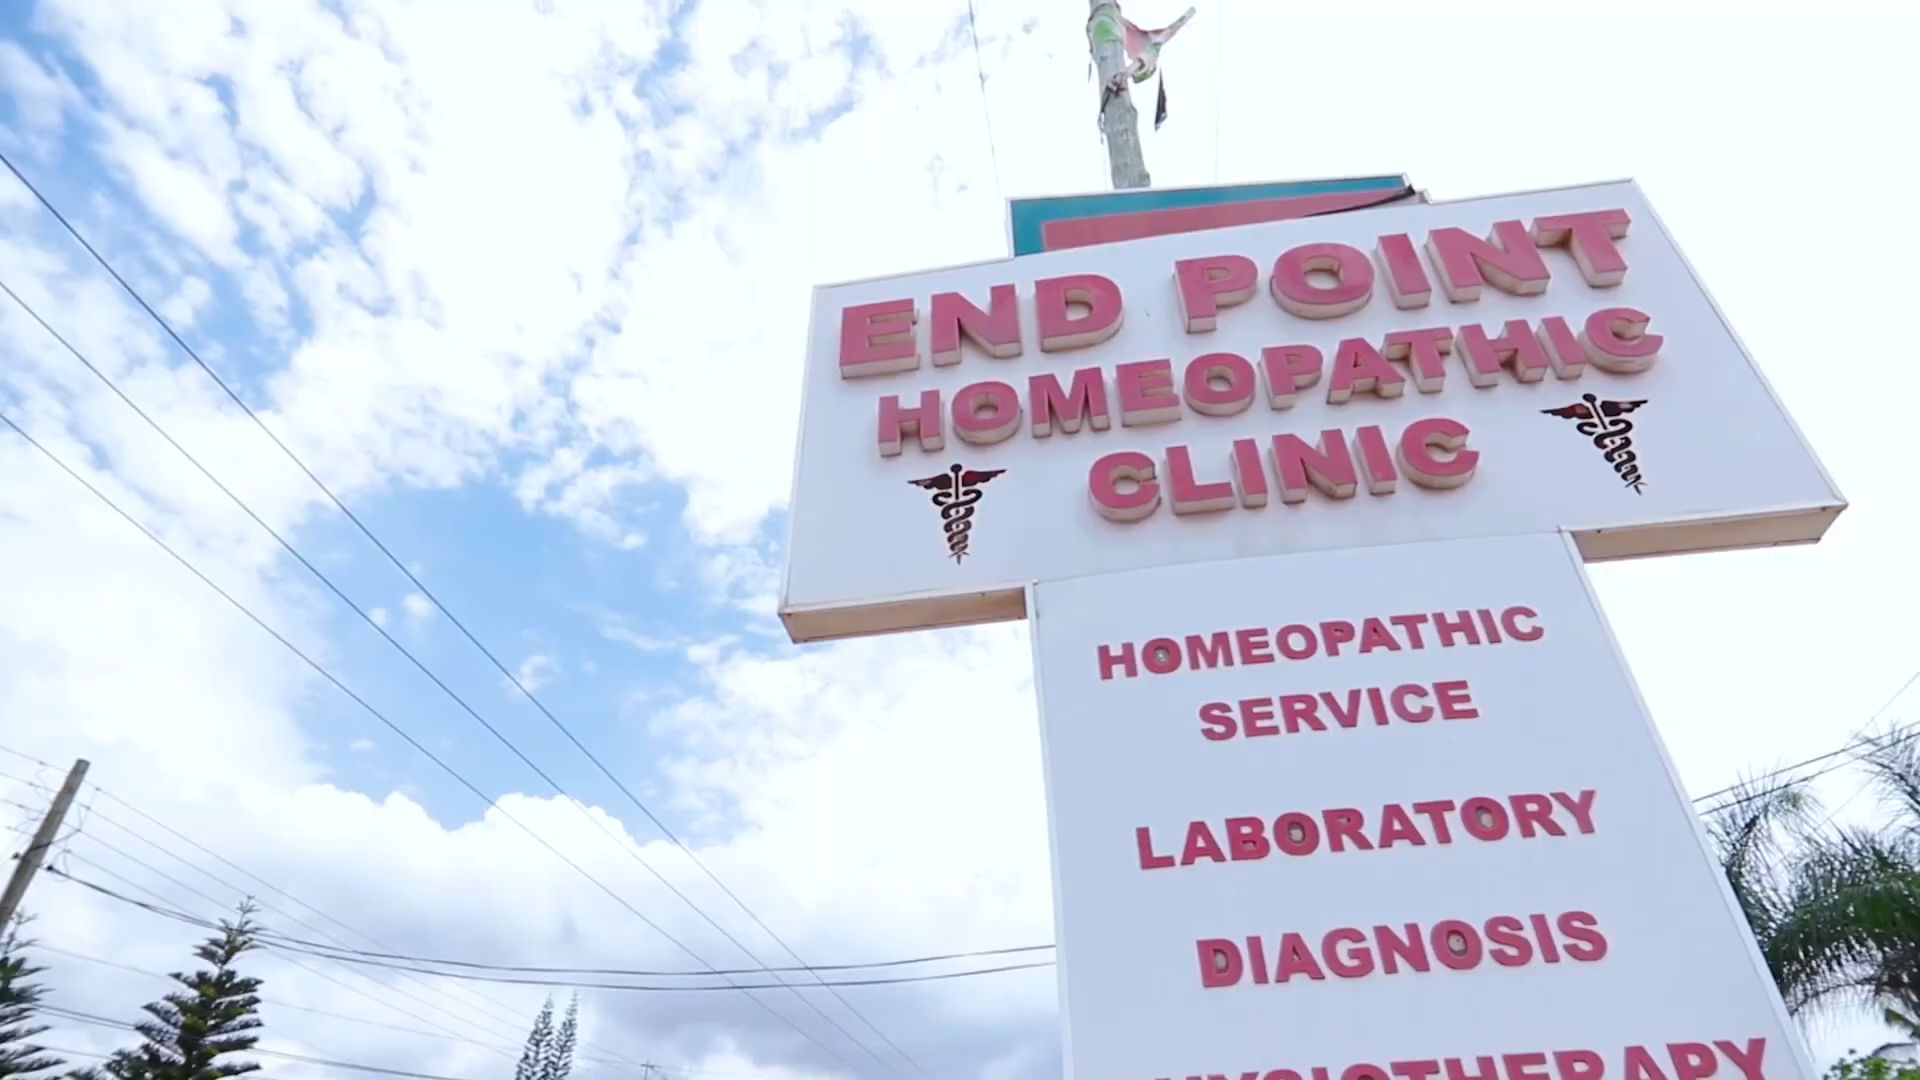 END POINT
HOMEOPATHIC
CLINIC
HOMEOPATHIC
SERVICE
LABORATORY
DIAGNOSIS